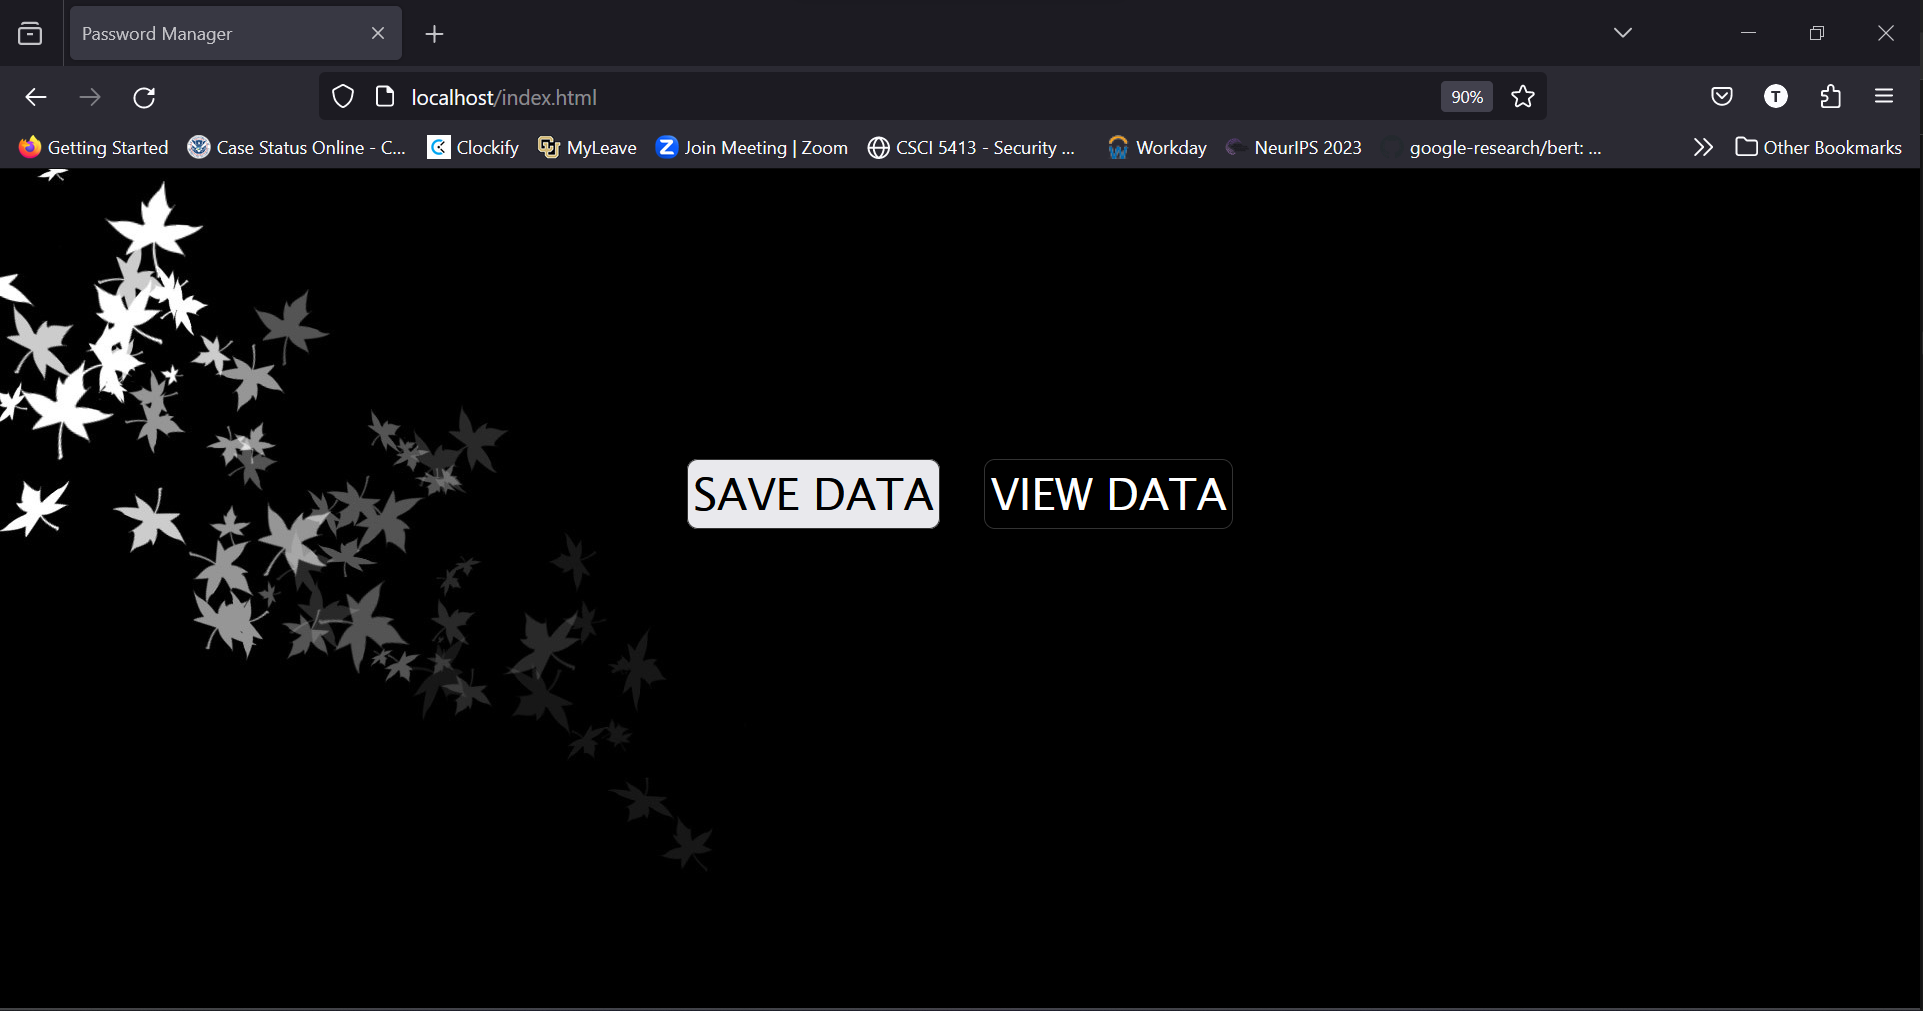 Password Manager
localhost/index.html
90%
T
Getting Started
Case Status Online - C...
Clockify
CU MyLeave
Z Join Meeting | Zoom
CSCI 5413 - Security ...
Workday
NeurIPS 2023
google-research/bert: ...
Other Bookmarks
SAVE DATA
VIEW DATA